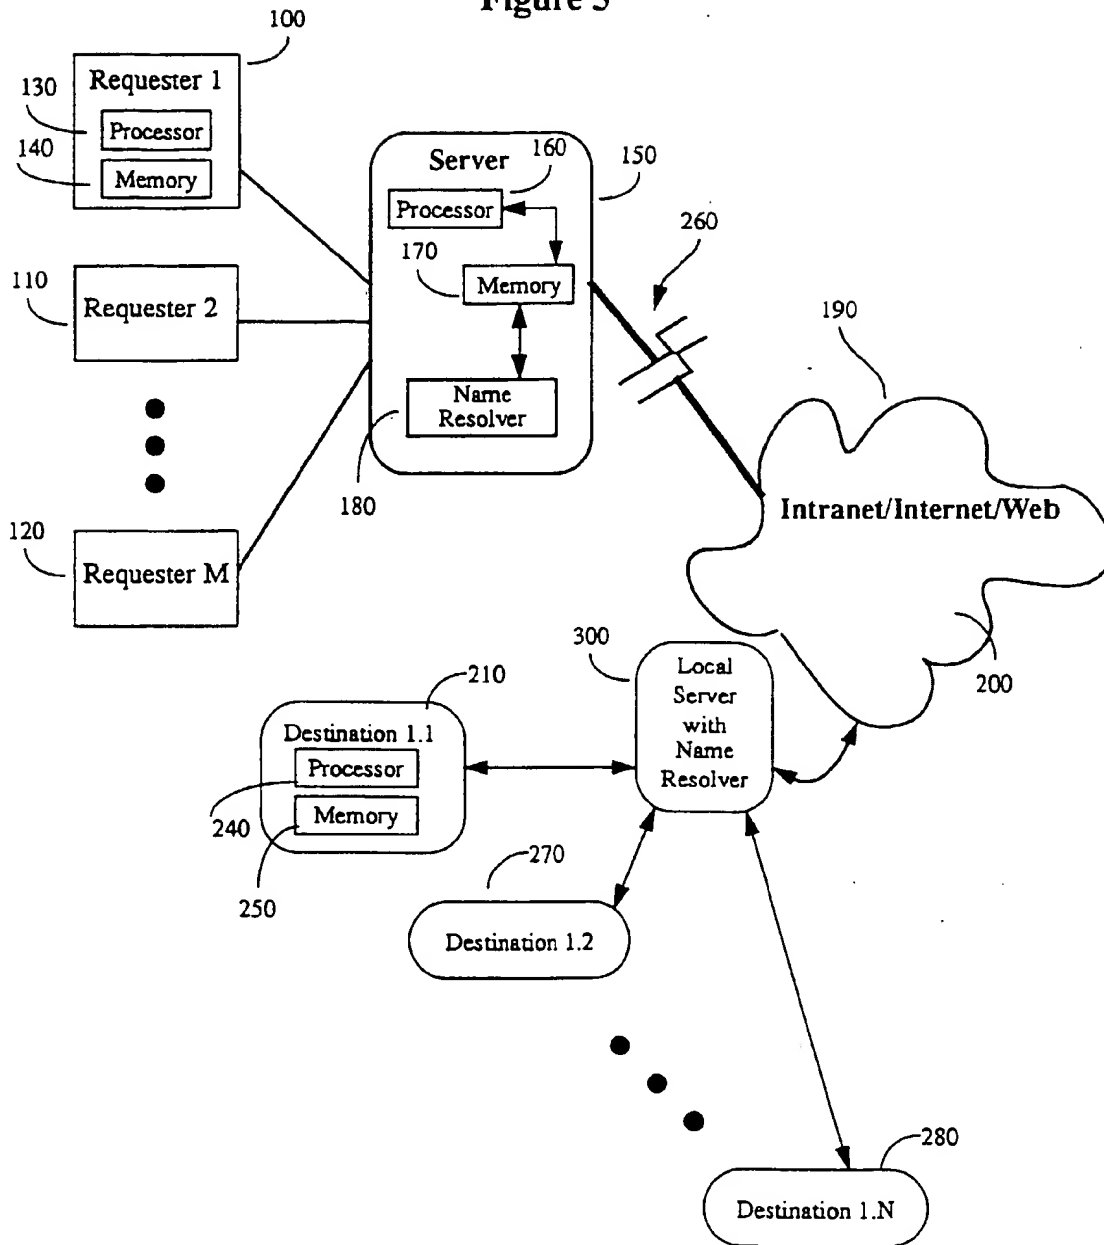 Figure 3
100
Requester 1
130
Processor
140
Memory
Server
160
150
Processor
260
170
Memory
110
Requester 2
190
Name
Resolver
180
Intranet/Internet/Web
120
Requester M
300
Local
Server
with
Name
Resolver
200
210
Destination 1.1
Processor
240
Memory
250
270
Destination 1.2
280
Destination 1.N